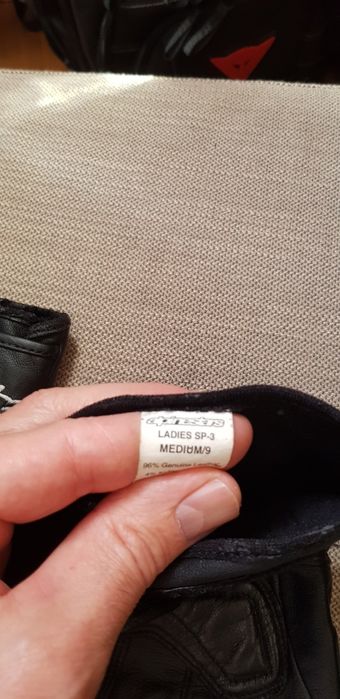 alpinestars
LADIES SP-3
MEDIUM/9
96% Genuine Leather